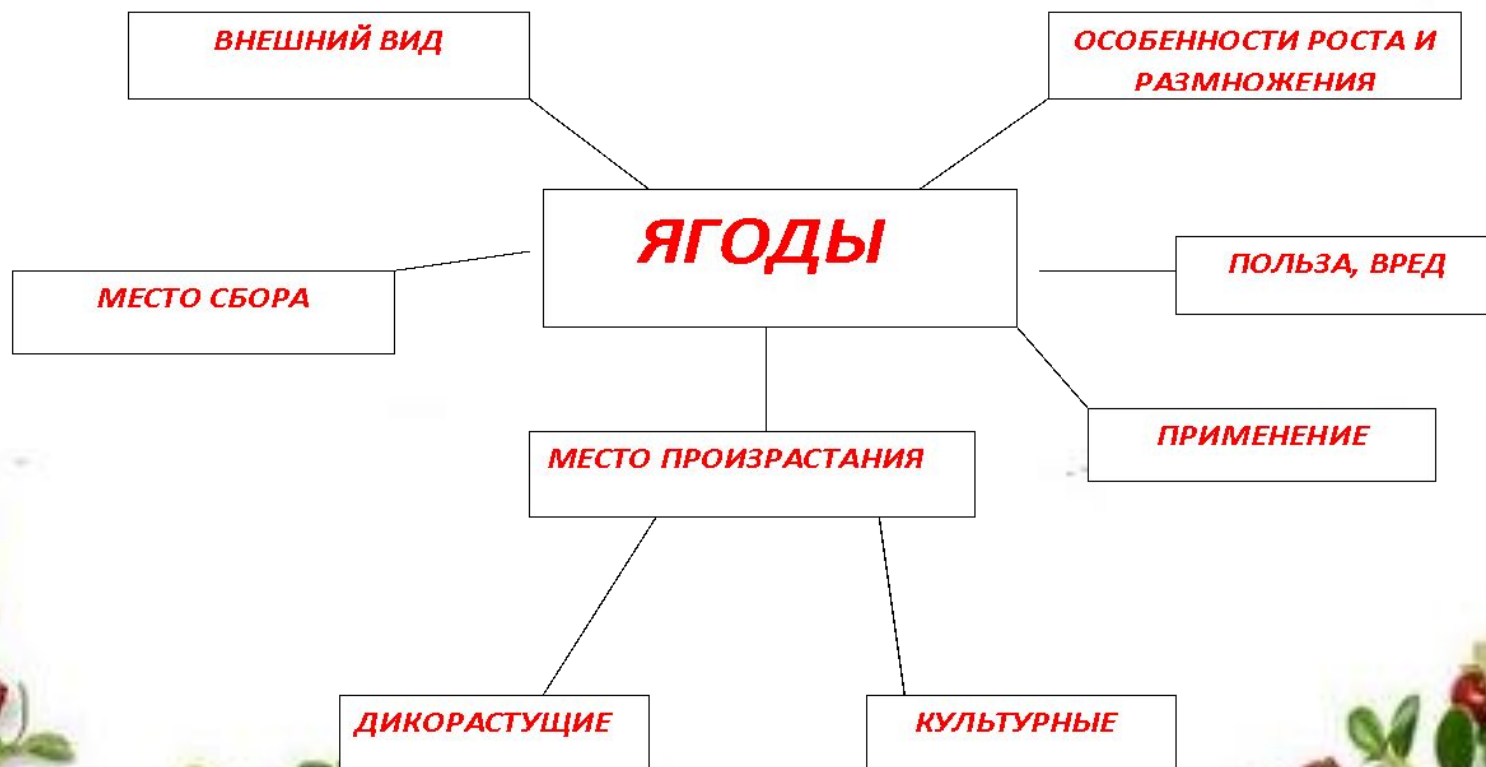 ВНЕШНИЙ ВИД
ОСОБЕННОСТИ РОСТА И
РАЗМНОЖЕНИЯ
ЯГОДЫ
ПОЛЬЗА, ВРЕД
МЕСТО СБОРА
ПРИМЕНЕНИЕ
МЕСТО ПРОИЗРАСТАНИЯ
ДИКОРАСТУЩИЕ
КУЛЬТУРНЫЕ